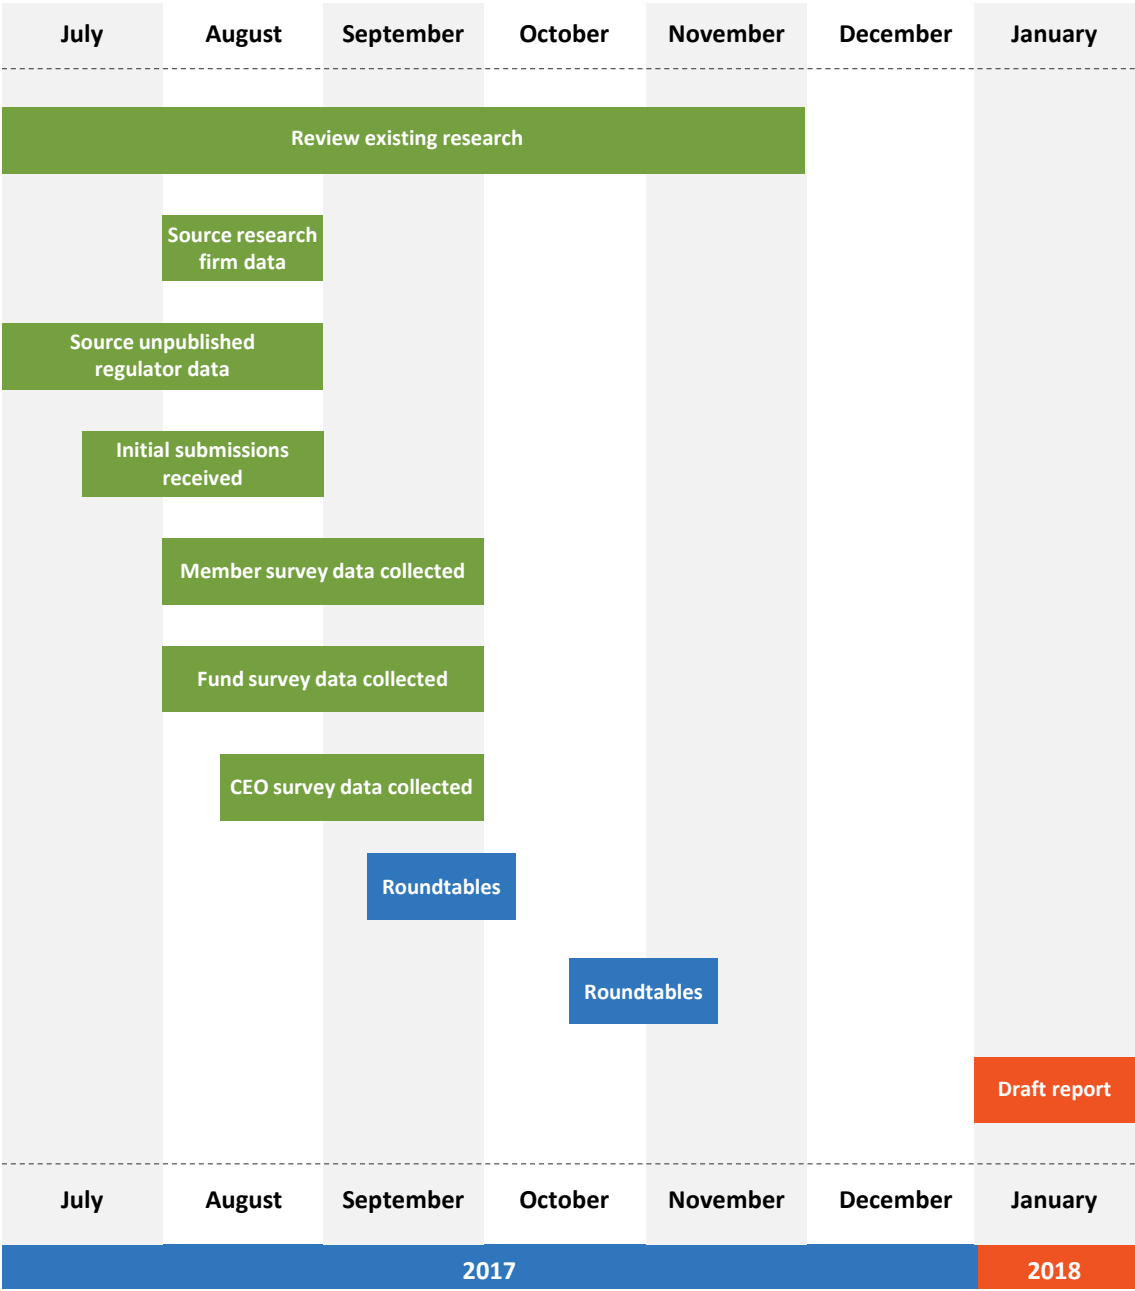 July August September October November December January
Review existing research
Source research
firm data
Source unpublished
regulator data
Initial submissions
received
Member survey data collected
Fund survey data collected
CEO survey data collected
Roundtables
Roundtables
Draft report
July August September October November December January
2017 2018